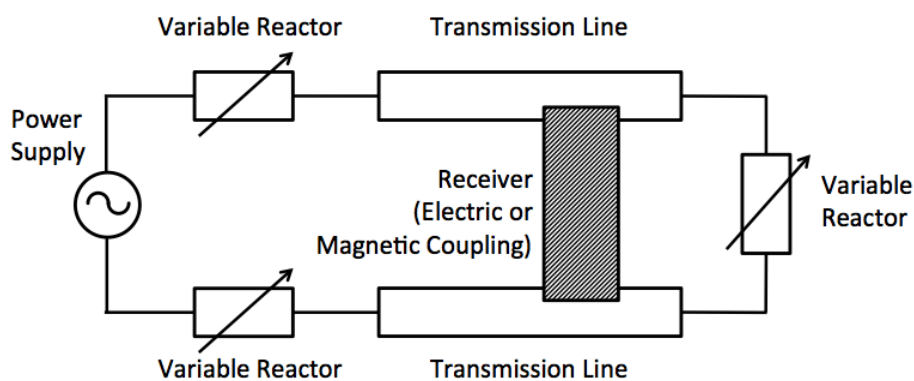 Variable Reactor
Transmission Line
Power
Supply
Receiver
(Electric or
Magnetic Coupling)
Variable
Reactor
Variable Reactor
Transmission Line